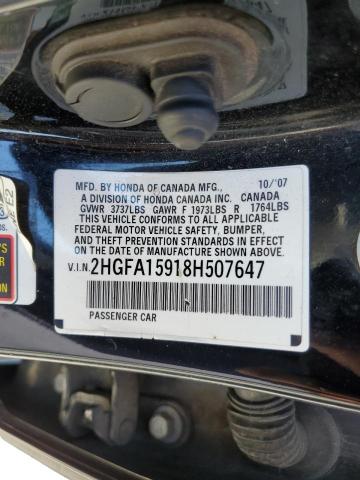 MFD. BY HONDA OF CANADA MFG., 10/'07
A DIVISION OF HONDA CANADA INC. CANADA
GVWR 3737LBS GAWR F 1973LBS R 1764LBS
THIS VEHICLE CONFORMS TO ALL APPLICABLE
FEDERAL MOTOR VEHICLE SAFETY, BUMPER,
AND THEFT PREVENTION STANDARDS IN EFFECT
ON THE DATE OF MANUFACTURE SHOWN ABOVE.
V.I.N. 2HGFA15918H507647
PASSENGER CAR